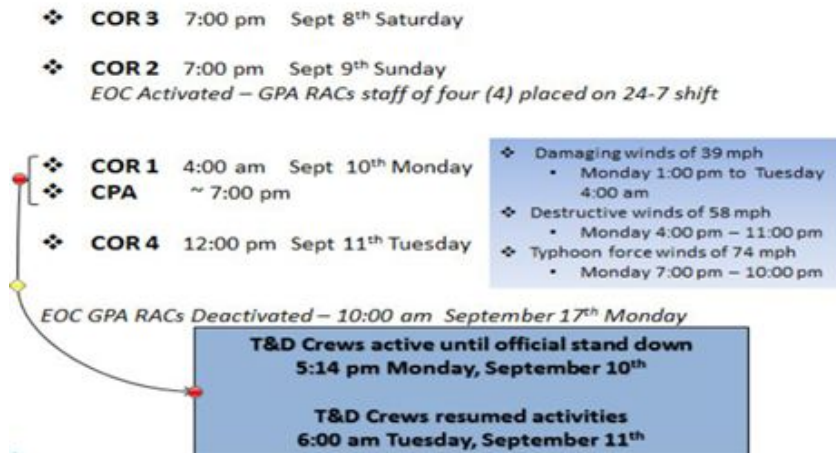 ❖ COR 3 7:00 pm Sept 8th Saturday
❖ COR 2 7:00 pm Sept 9th Sunday
EOC Activated – GPA RACs staff of four (4) placed on 24-7 shift
❖ COR 1 4:00 am Sept 10th Monday
❖ CPA ~ 7:00 pm
❖ COR 4 12:00 pm Sept 11th Tuesday
❖ Damaging winds of 39 mph
• Monday 1:00 pm to Tuesday
4:00 am
❖ Destructive winds of 58 mph
• Monday 4:00 pm – 11:00 pm
❖ Typhoon force winds of 74 mph
• Monday 7:00 pm – 10:00 pm
EOC GPA RACs Deactivated – 10:00 am September 17th Monday
T&D Crews active until official stand down
5:14 pm Monday, September 10th
T&D Crews resumed activities
6:00 am Tuesday, September 11th